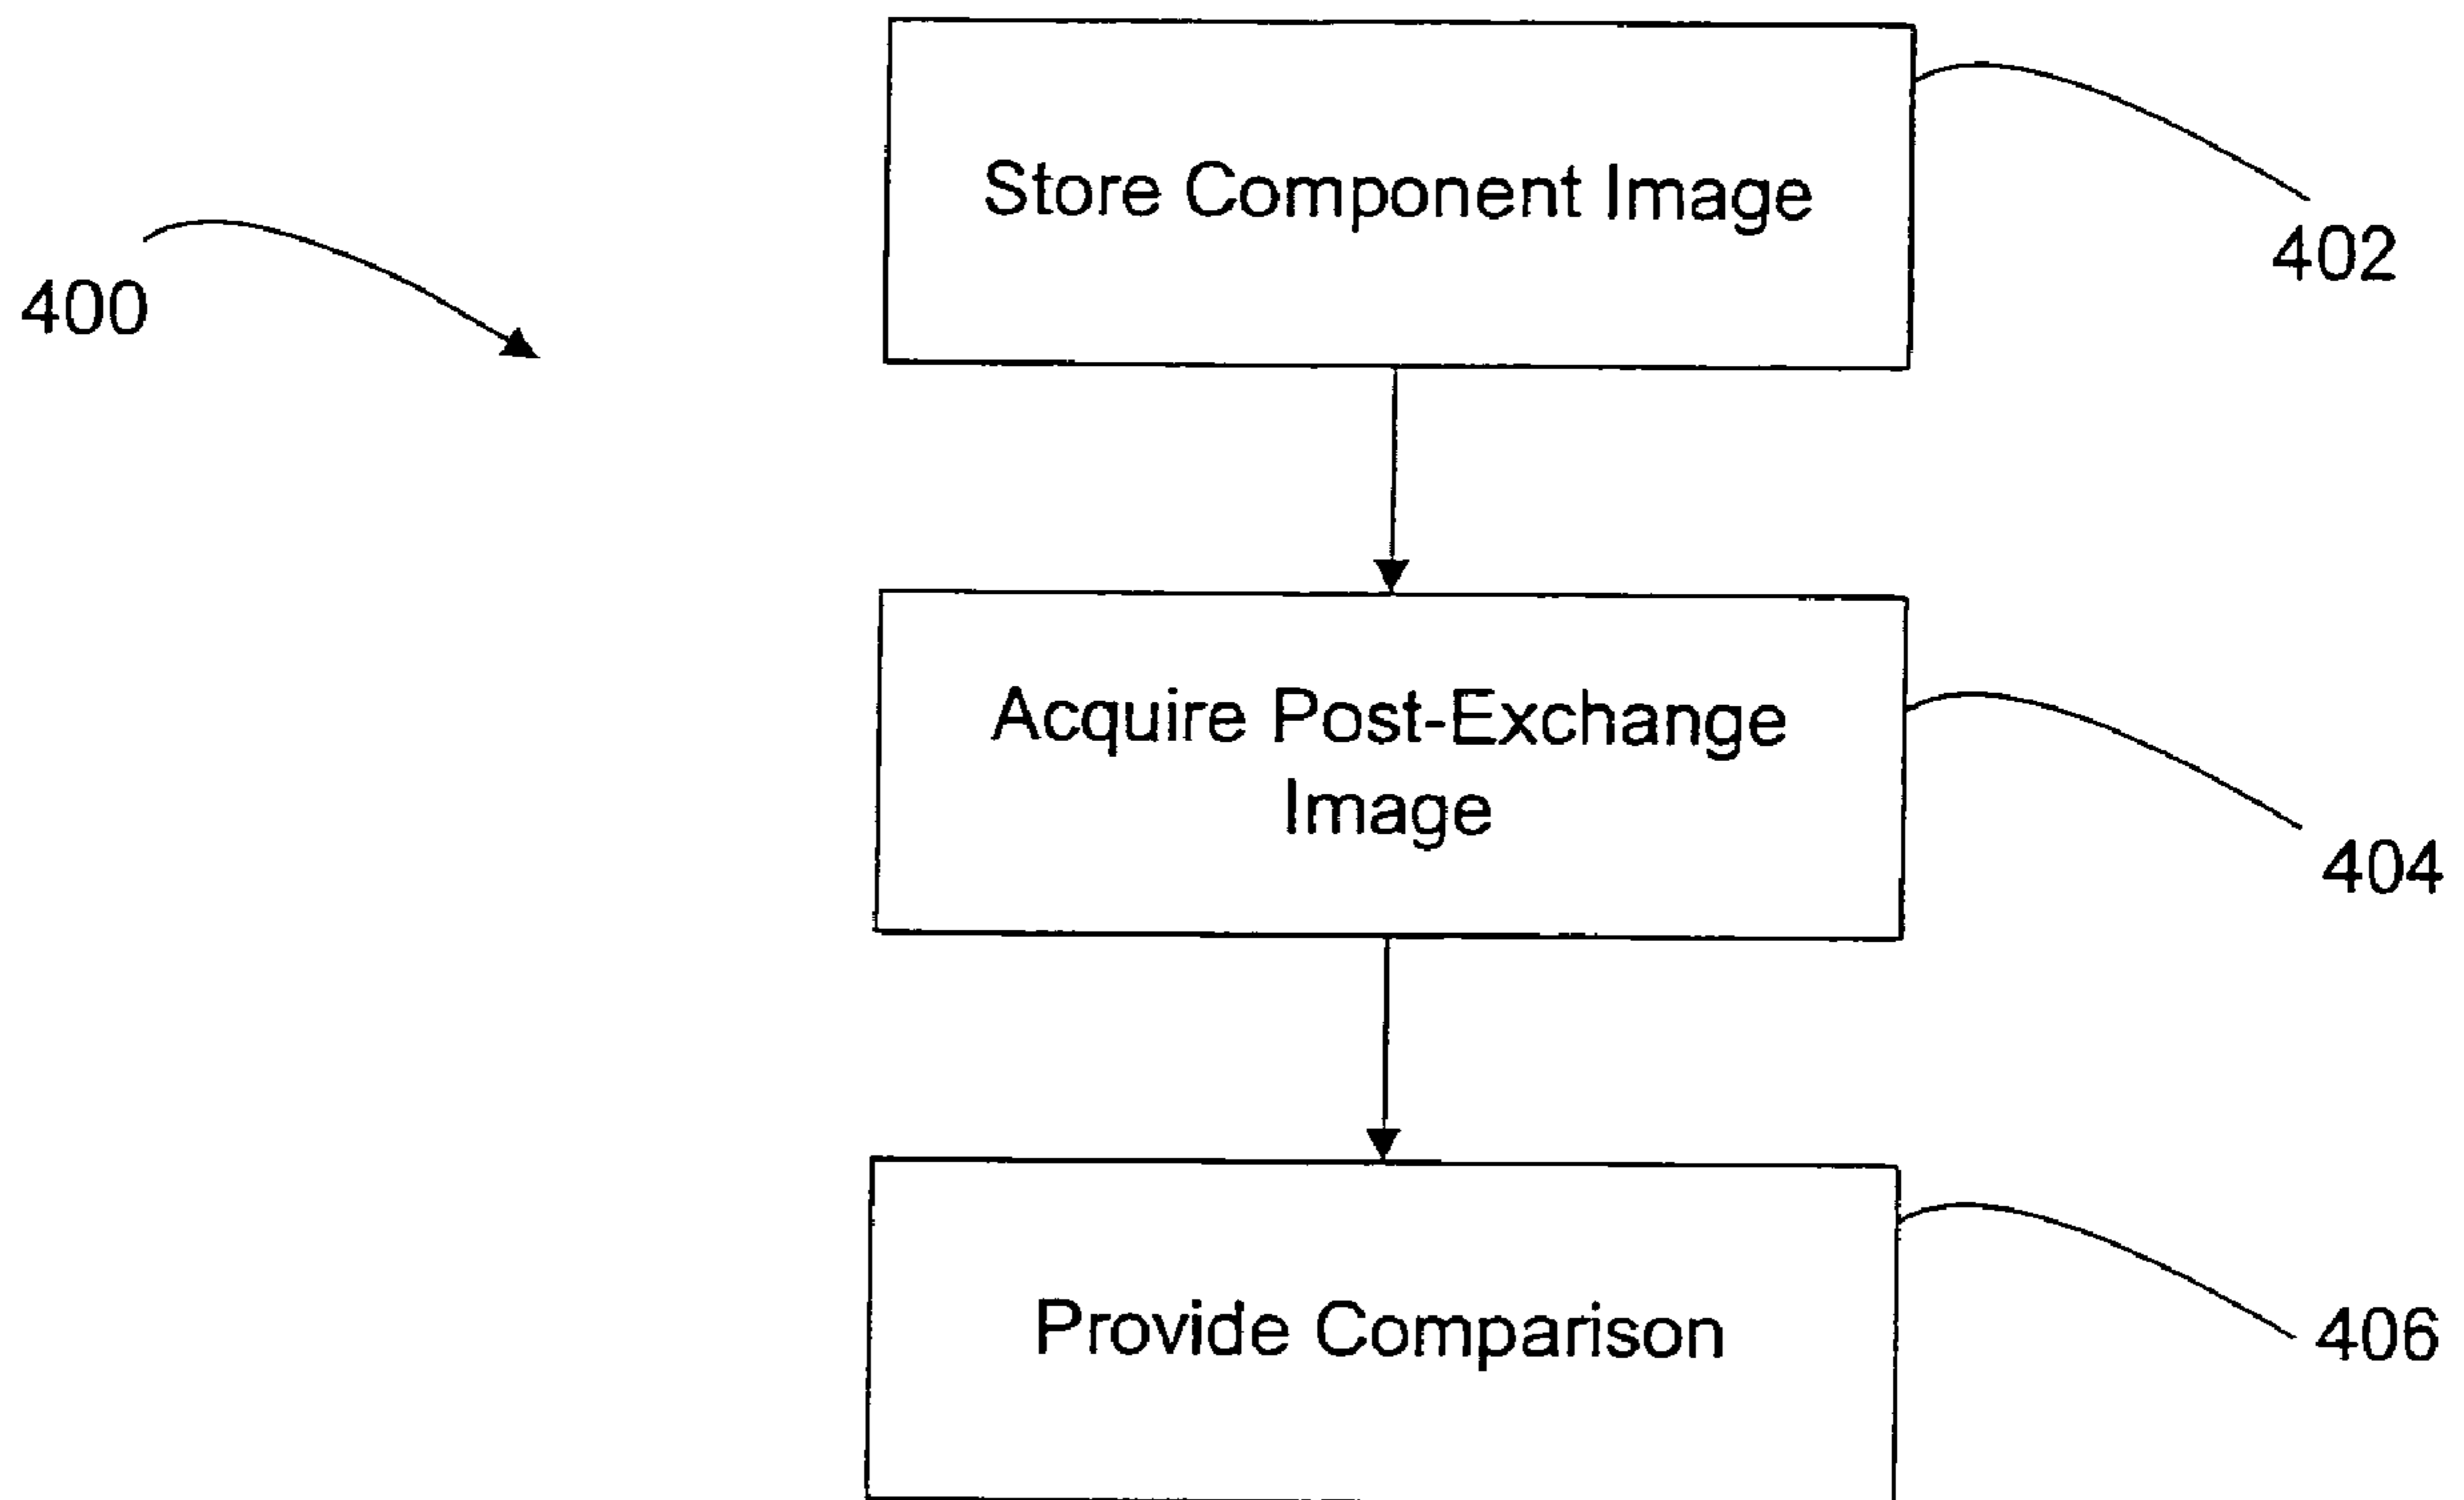 Store Component Image
402
400
Acquire Post-Exchange
Image
404
Provide Comparison
406